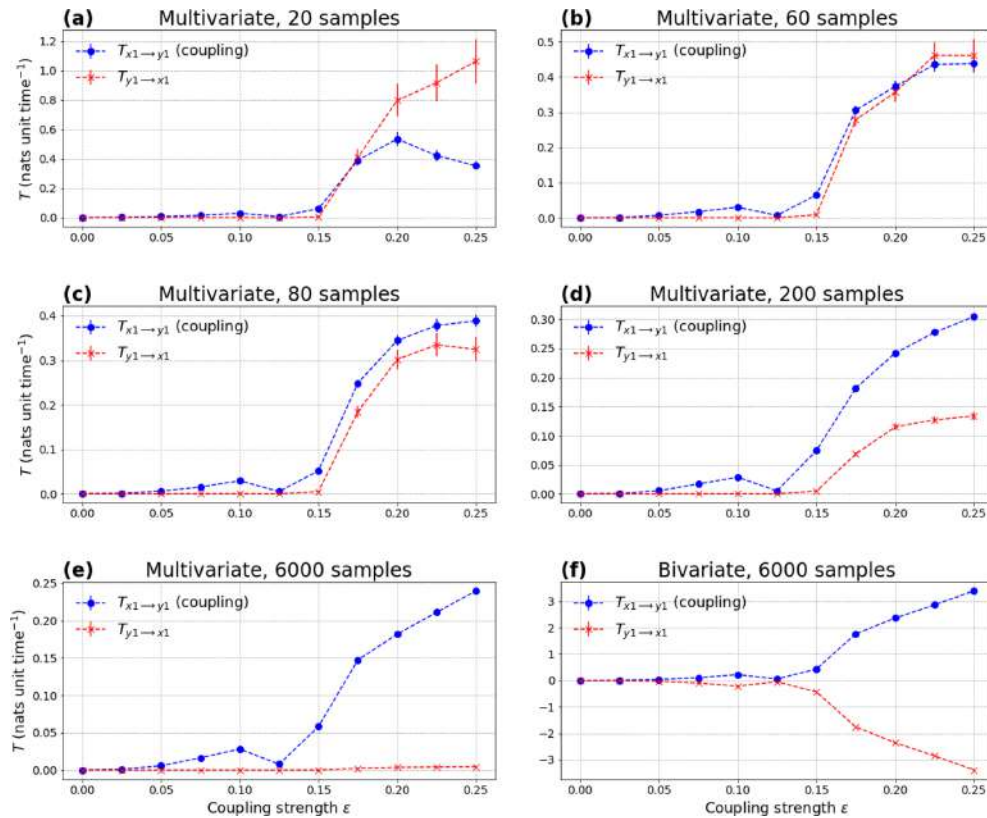 (a) Multivariate, 20 samples
T (nats unit time⁻¹)
1.2
1.0
0.8
0.6
0.4
0.2
0.0
T_{x1→y1} (coupling)
T_{y1→x1}
0.00 0.05 0.10 0.15 0.20 0.25
(b) Multivariate, 60 samples
0.5
0.4
0.3
0.2
0.1
0.0
T_{x1→y1} (coupling)
T_{y1→x1}
0.00 0.05 0.10 0.15 0.20 0.25
(c) Multivariate, 80 samples
T (nats unit time⁻¹)
0.4
0.3
0.2
0.1
0.0
T_{x1→y1} (coupling)
T_{y1→x1}
0.00 0.05 0.10 0.15 0.20 0.25
(d) Multivariate, 200 samples
0.30
0.25
0.20
0.15
0.10
0.05
0.00
T_{x1→y1} (coupling)
T_{y1→x1}
0.00 0.05 0.10 0.15 0.20 0.25
(e) Multivariate, 6000 samples
T (nats unit time⁻¹)
0.25
0.20
0.15
0.10
0.05
0.00
T_{x1→y1} (coupling)
T_{y1→x1}
0.00 0.05 0.10 0.15 0.20 0.25
Coupling strength ε
(f) Bivariate, 6000 samples
3
2
1
0
−1
−2
−3
T_{x1→y1} (coupling)
T_{y1→x1}
0.00 0.05 0.10 0.15 0.20 0.25
Coupling strength ε